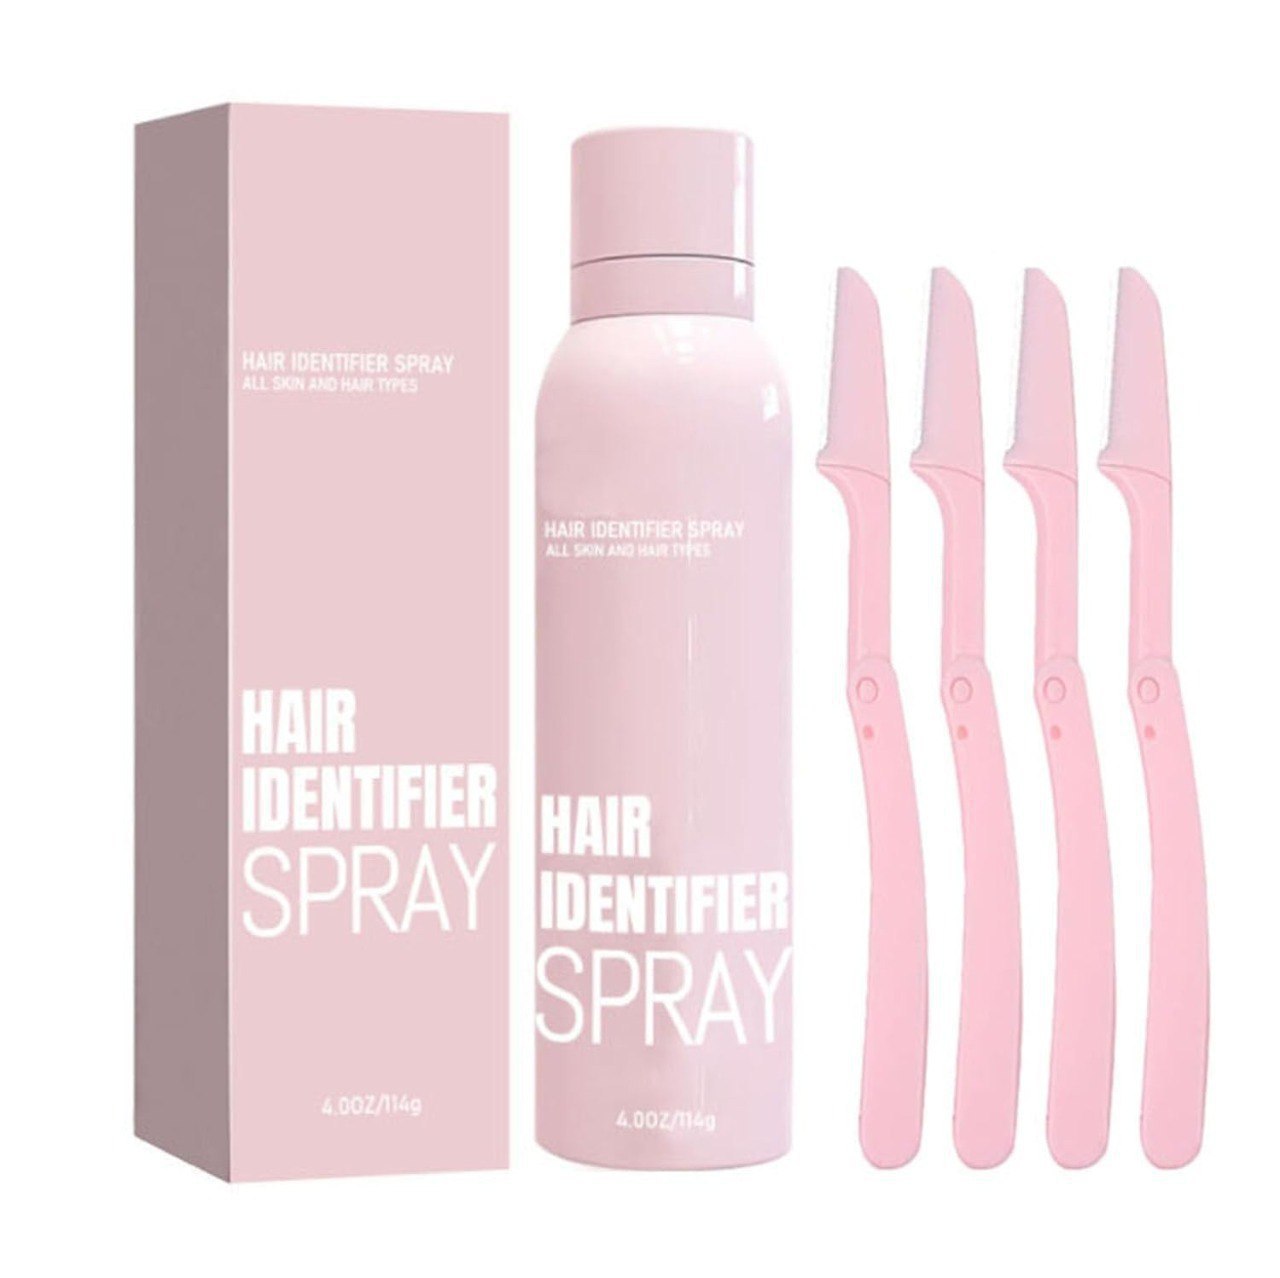 HAIR IDENTIFIER SPRAY
ALL SKIN AND HAIR TYPES
HAIR
IDENTIFIER
SPRAY
4.0OZ/114g
HAIR IDENTIFIER SPRAY
ALL SKIN AND HAIR TYPES
HAIR
IDENTIFIER
SPRAY
4.0OZ/114g